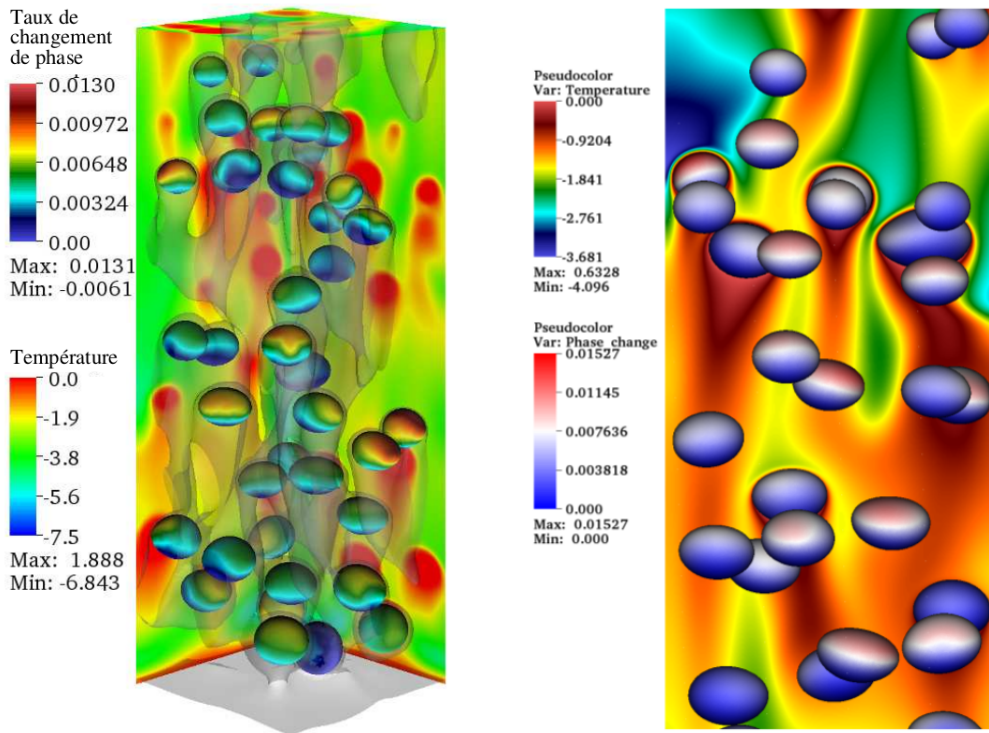 Taux de
changement
de phase
0.0130
0.00972
0.00648
0.00324
0.00
Max: 0.0131
Min: -0.0061
Température
0.0
-1.9
-3.8
-5.6
-7.5
Max: 1.888
Min: -6.843
Pseudocolor
Var: Temperature
0.000
-0.9204
-1.841
-2.761
-3.681
Max: 0.6328
Min: -4.096
Pseudocolor
Var: Phase_change
0.01527
0.01145
0.007636
0.003818
0.000
Max: 0.01527
Min: 0.000